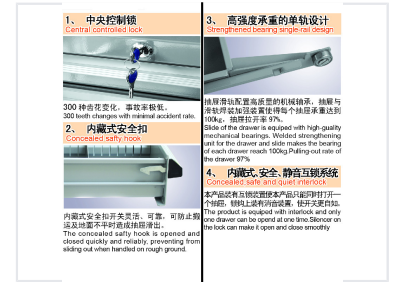 1、 中央控制锁
Central controlled lock
300 种齿花变化，事故率极低。
300 teeth changes with minimal accident rate.
2、 内藏式安全扣
Concealed safty hook
内藏式安全扣开关灵活、可靠，可防止搬
运及地面不平时造成抽屉滑出。
The concealed safty hook is opened and
closed quickly and reliably, preventing from
sliding out when handled on rough ground.
3、 高强度承重的单轨设计
Strengthened bearing single-rail design
抽屉滑轨配置高质量的机械轴承，抽屉与
滑轨焊装加强装置使得每个抽屉承重达到
100kg，抽屉拉开率 97%。
Slide of the drawer is equiped with high-guality
mechanical bearings. Welded strengthening
unit for the drawer and slide makes the bearing
of each drawer reach 100kg.Pulling-out rate of
the drawer 97%
4、 内藏式、安全、静音互锁系统
Concealed.safe and quiet interlock
本产品装有互锁装置使本产品只能同时打开一
个抽屉，锁钩上装有消音装置，使开关更自如。
The product is equiped with interlock and only
one drawer can be opend at one time.Silencer on
the lock can make it open and close smoothly